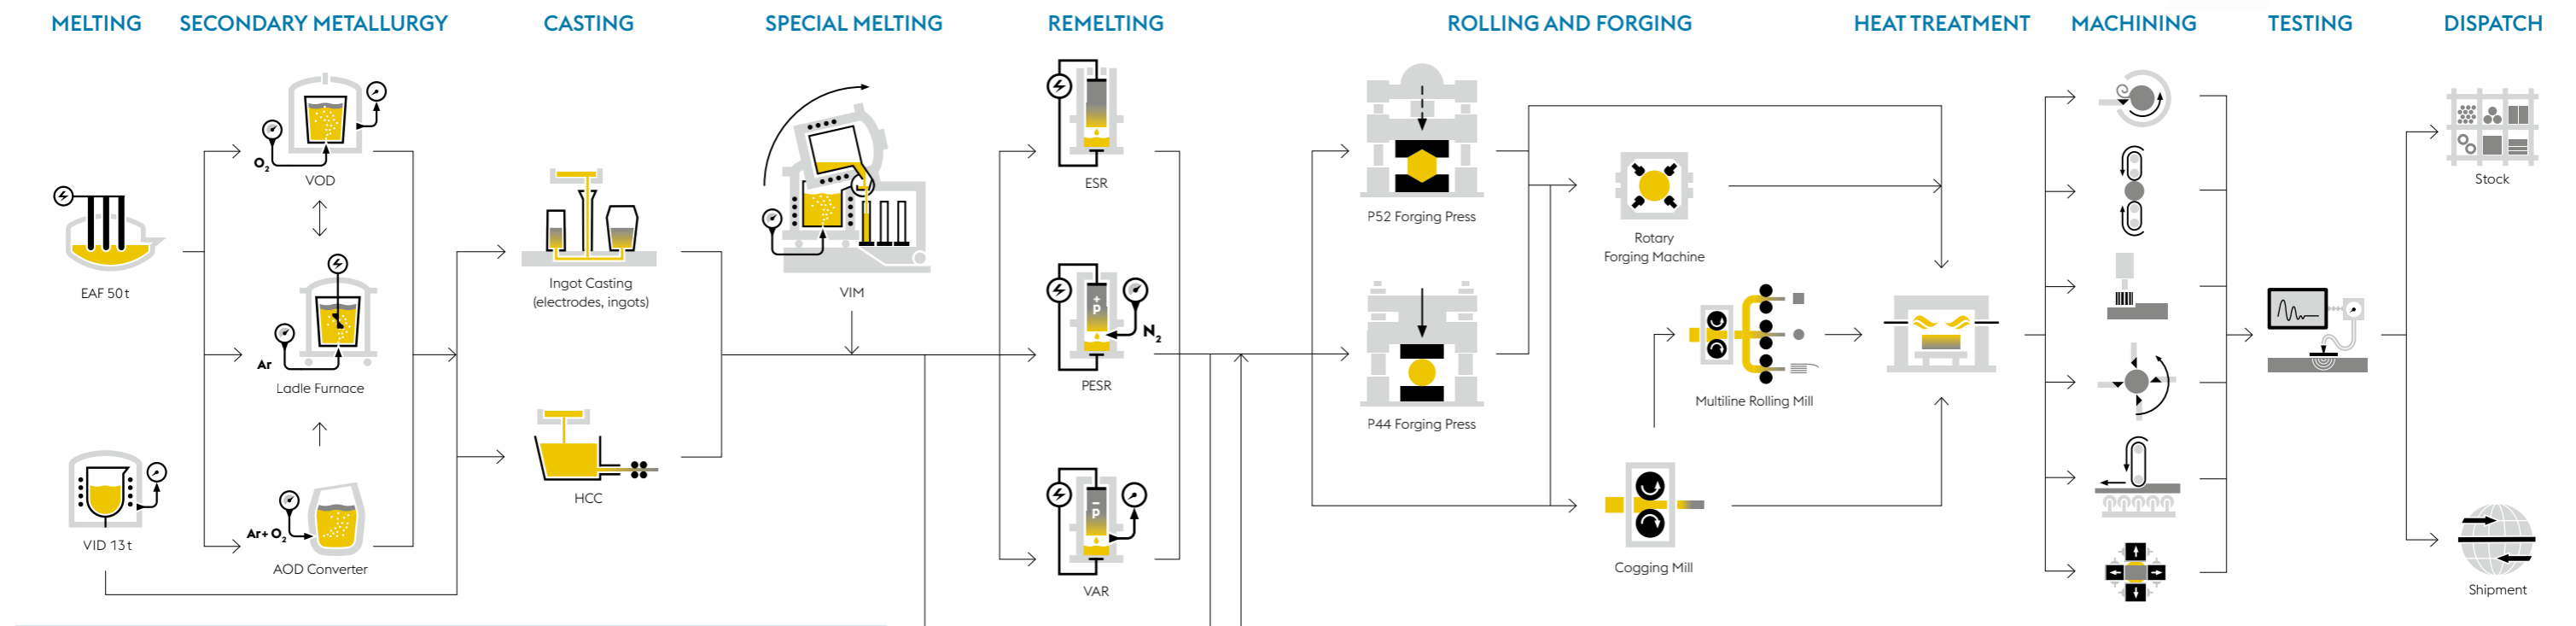 MELTING
SECONDARY METALLURGY
CASTING
SPECIAL MELTING
REMELTING
ROLLING AND FORGING
HEAT TREATMENT
MACHINING
TESTING
DISPATCH
EAF 50 t
VID 13 t
O₂
VOD
Ar
Ladle Furnace
Ar+ O₂
AOD Converter
Ingot Casting
(electrodes, ingots)
HCC
VIM
ESR
+
P
N₂
PESR
–
P
VAR
P52 Forging Press
P44 Forging Press
Rotary
Forging Machine
Multiline Rolling Mill
Cogging Mill
Stock
Shipment